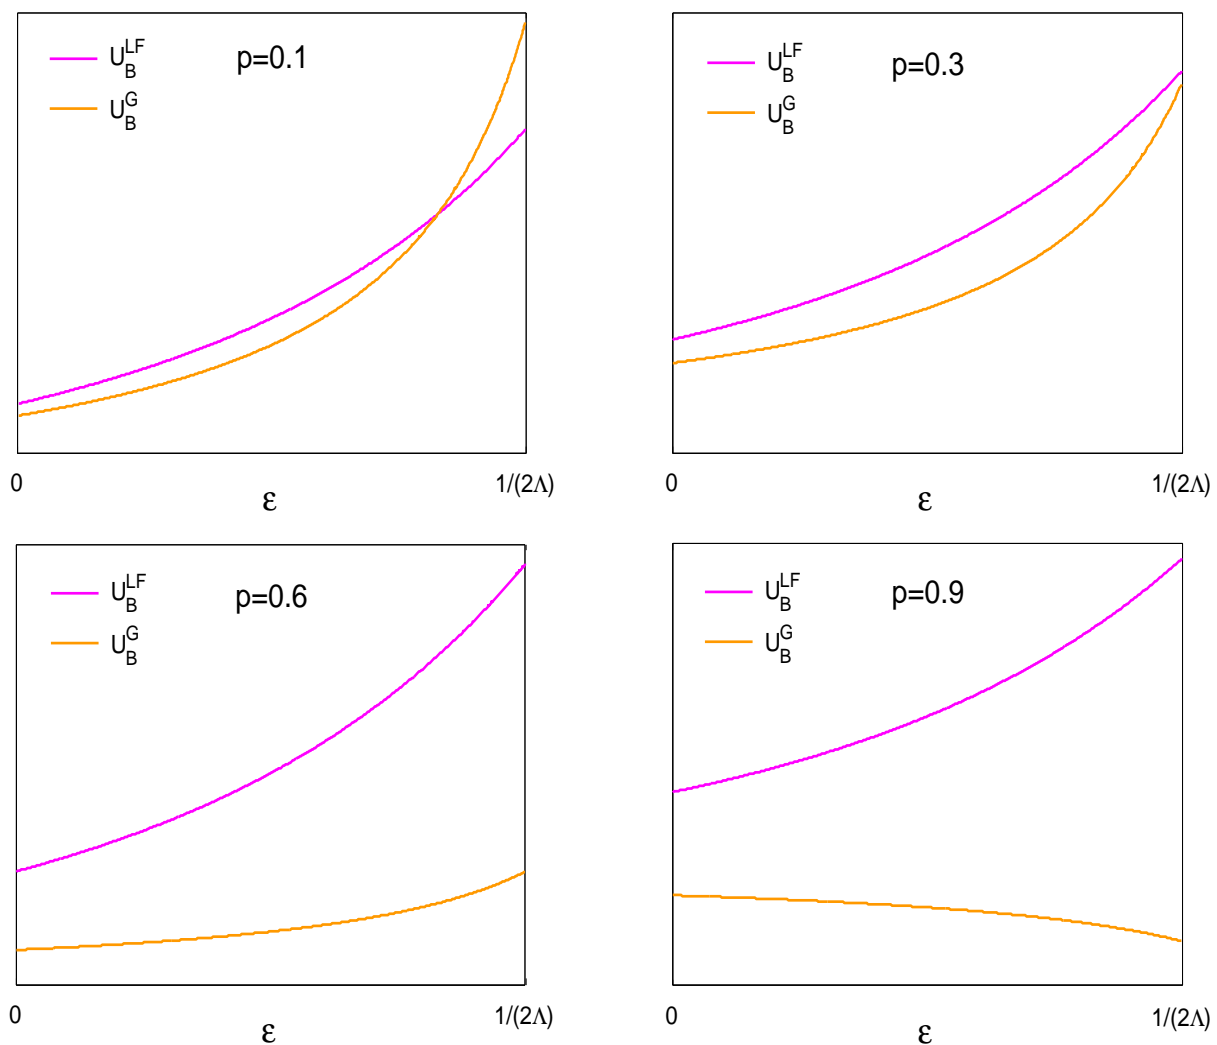 U_B^LF
p=0.1
U_B^G
0
1/(2Λ)
ε
U_B^LF
p=0.3
U_B^G
0
1/(2Λ)
ε
U_B^LF
p=0.6
U_B^G
0
1/(2Λ)
ε
U_B^LF
p=0.9
U_B^G
0
1/(2Λ)
ε